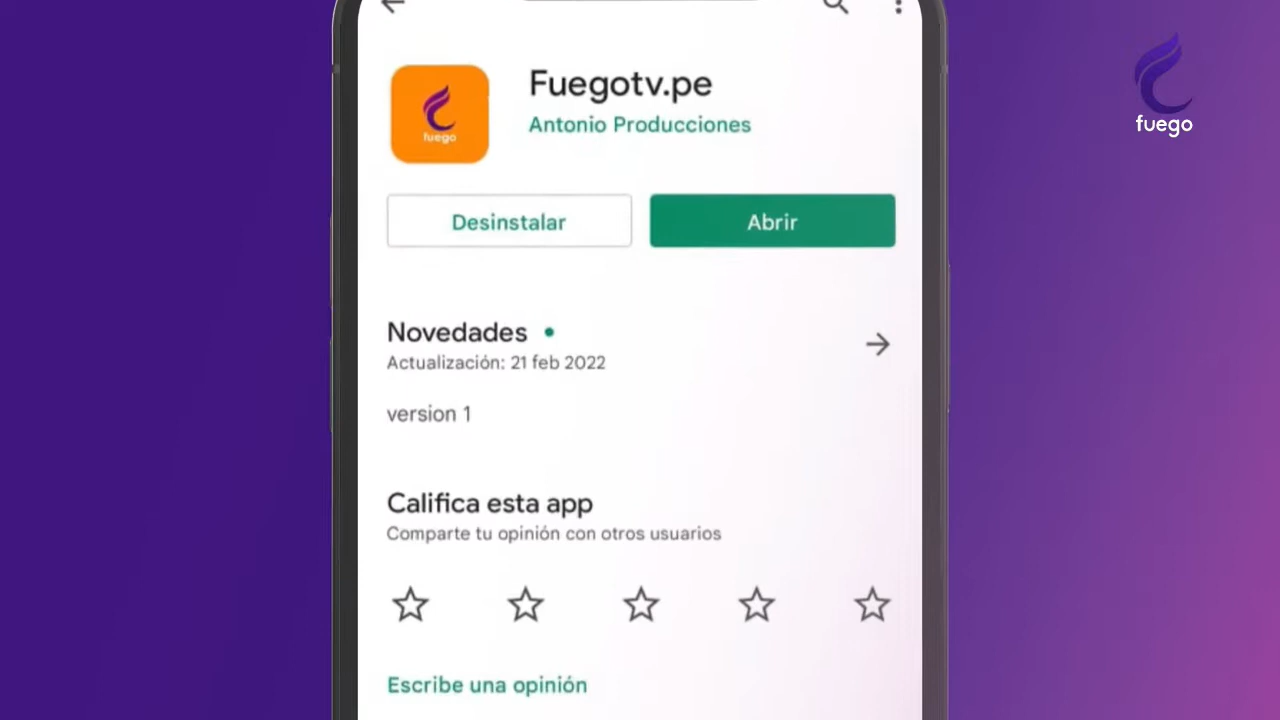 Fuegotv.pe
Antonio Producciones
fuego
fuego
Desinstalar
Abrir
Novedades
Actualización: 21 feb 2022
version 1
Califica esta app
Comparte tu opinión con otros usuarios
Escribe una opinión